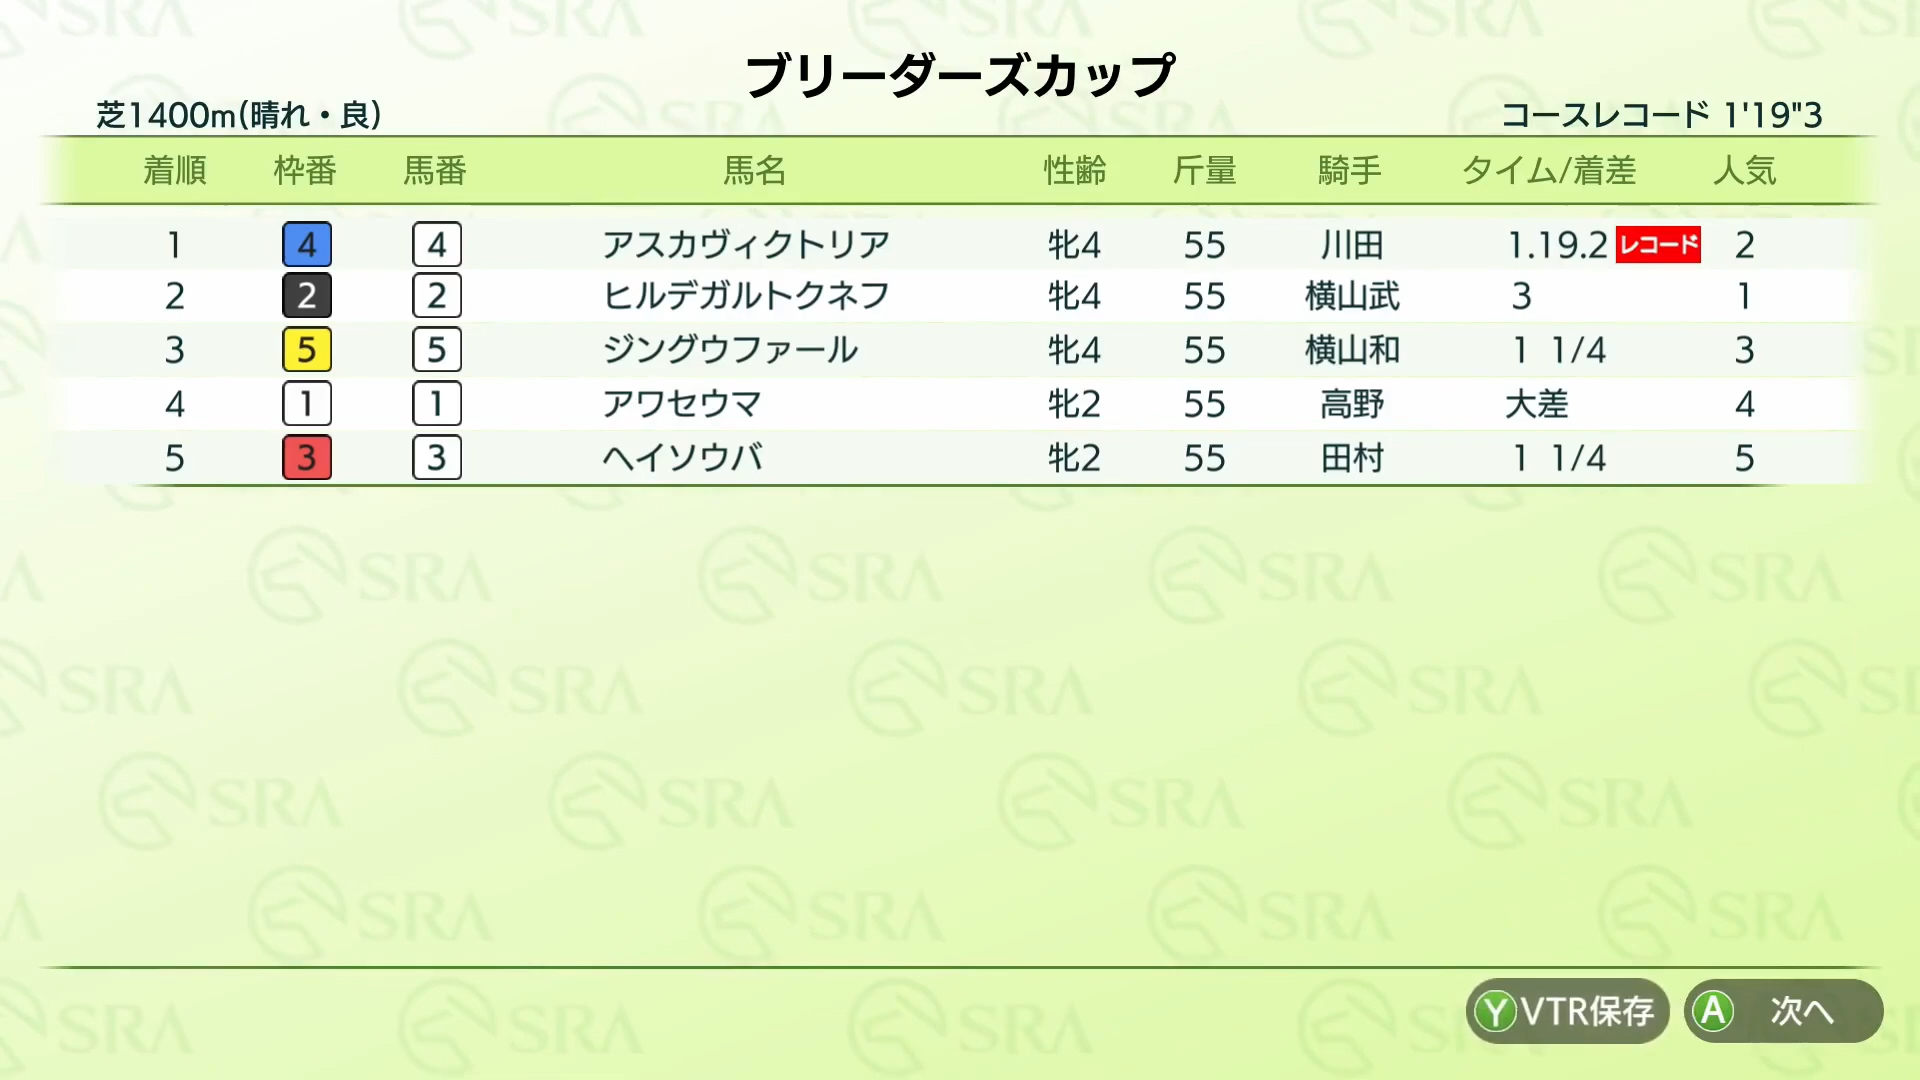 ブリーダーズカップ
芝1400m(晴れ・良) コースレコード 1'19"3
着順 枠番 馬番 馬名 性齢 斤量 騎手 タイム/着差 人気
1 4 4 アスカヴィクトリア 牝4 55 川田 1.19.2 レコード 2
2 2 2 ヒルデガルトクネフ 牝4 55 横山武 3 1
3 5 5 ジングウファール 牝4 55 横山和 1 1/4 3
4 1 1 アワセウマ 牝2 55 高野 大差 4
5 3 3 ヘイソウバ 牝2 55 田村 1 1/4 5
Y VTR保存 A 次へ
SRA